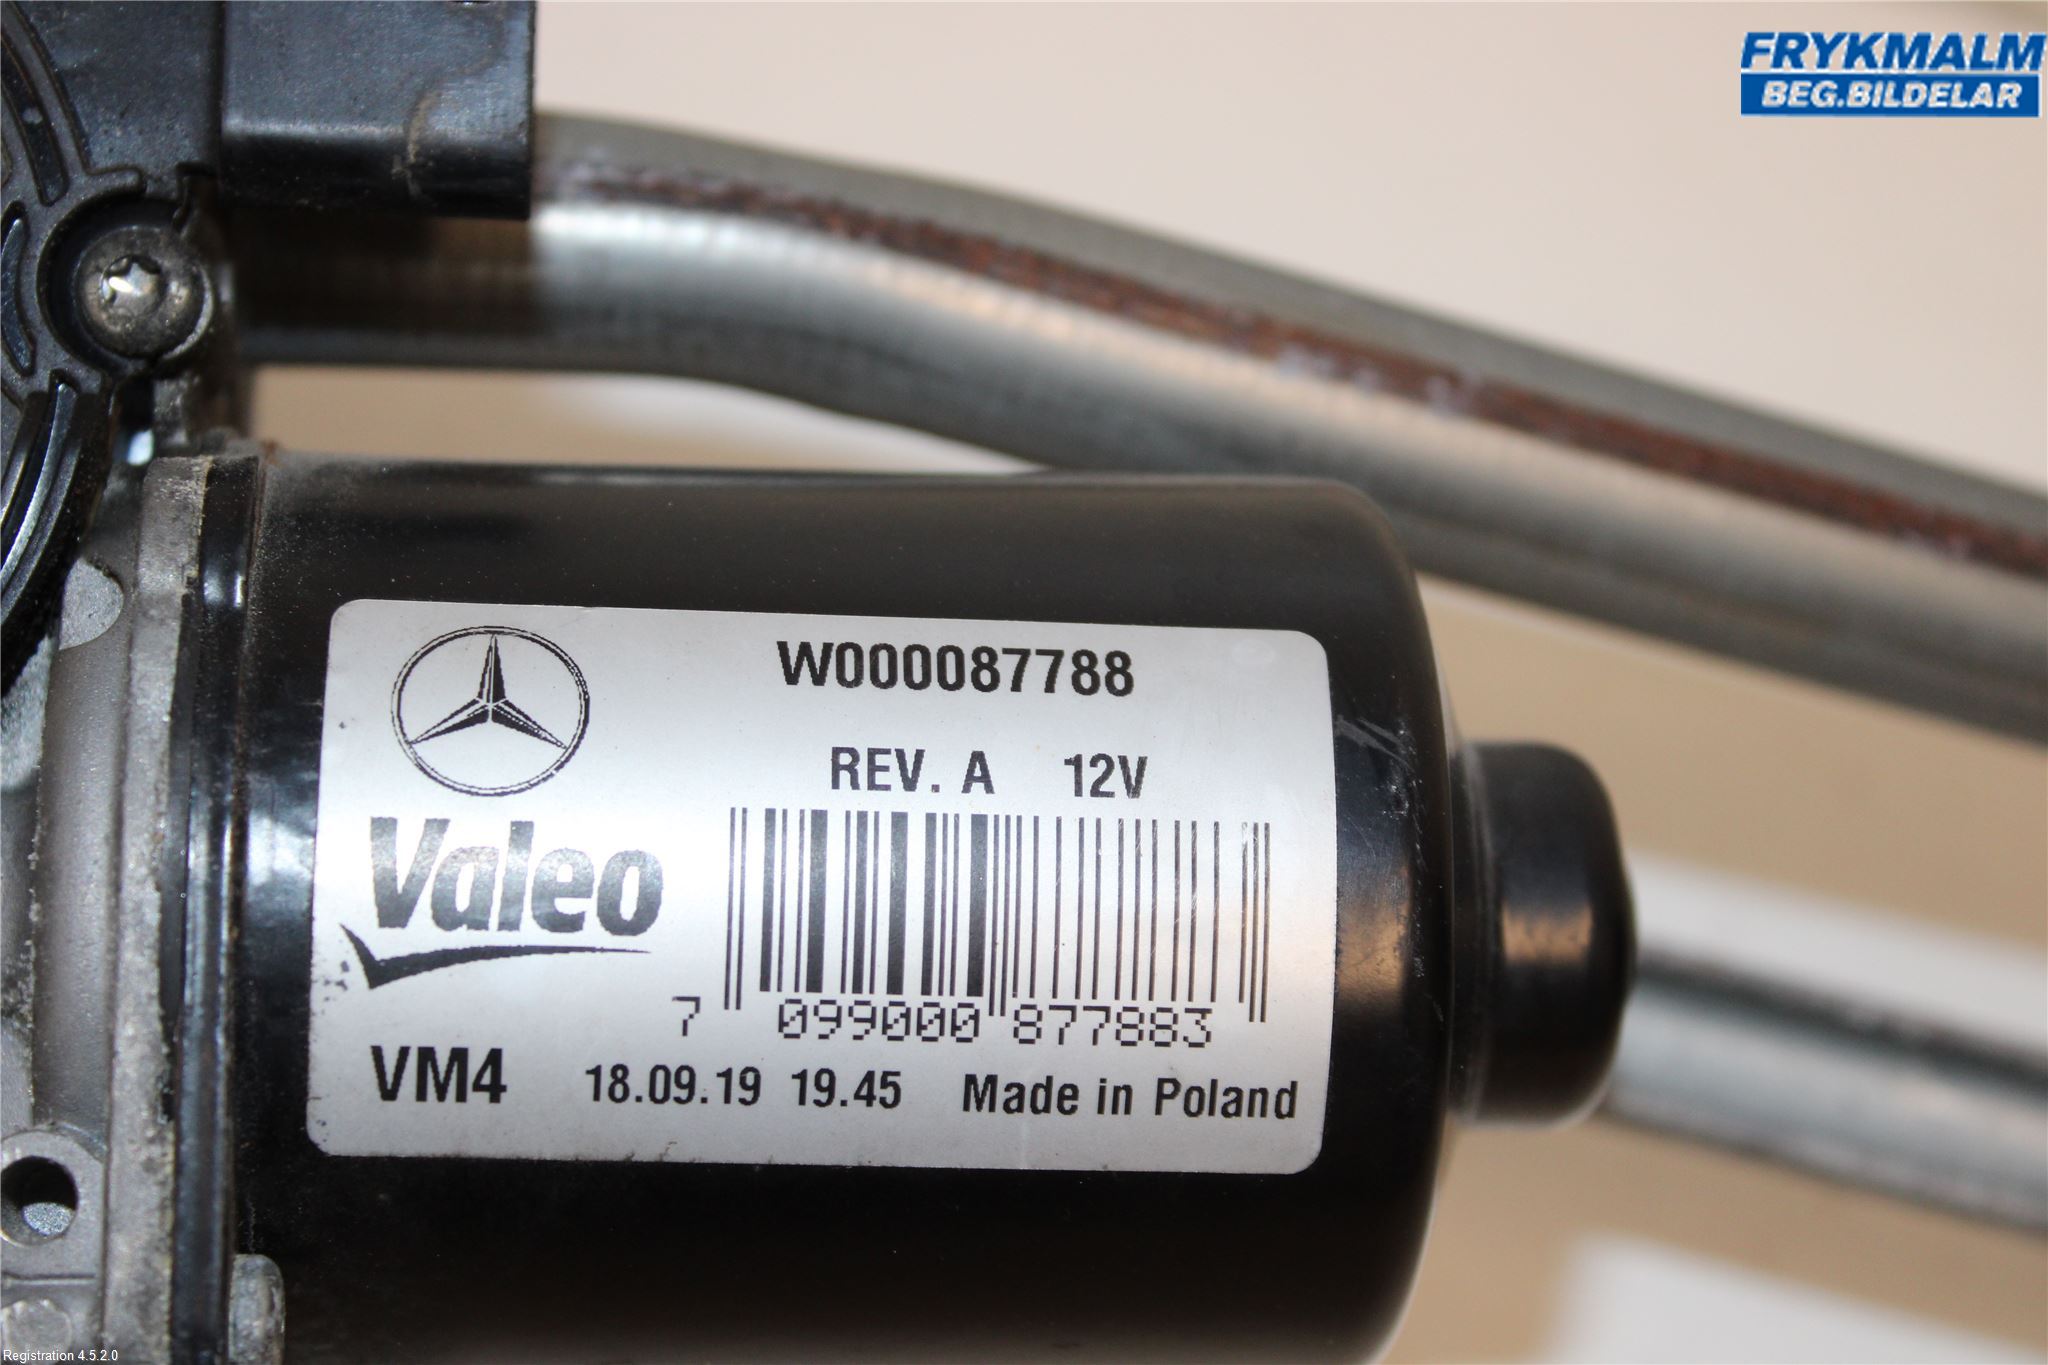 FRYKMALM
BEG.BILDELAR
W000087788
REV. A 12V
Valeo
7 099000 877883
VM4 18.09.19 19.45 Made in Poland
Registration 4.5.2.0